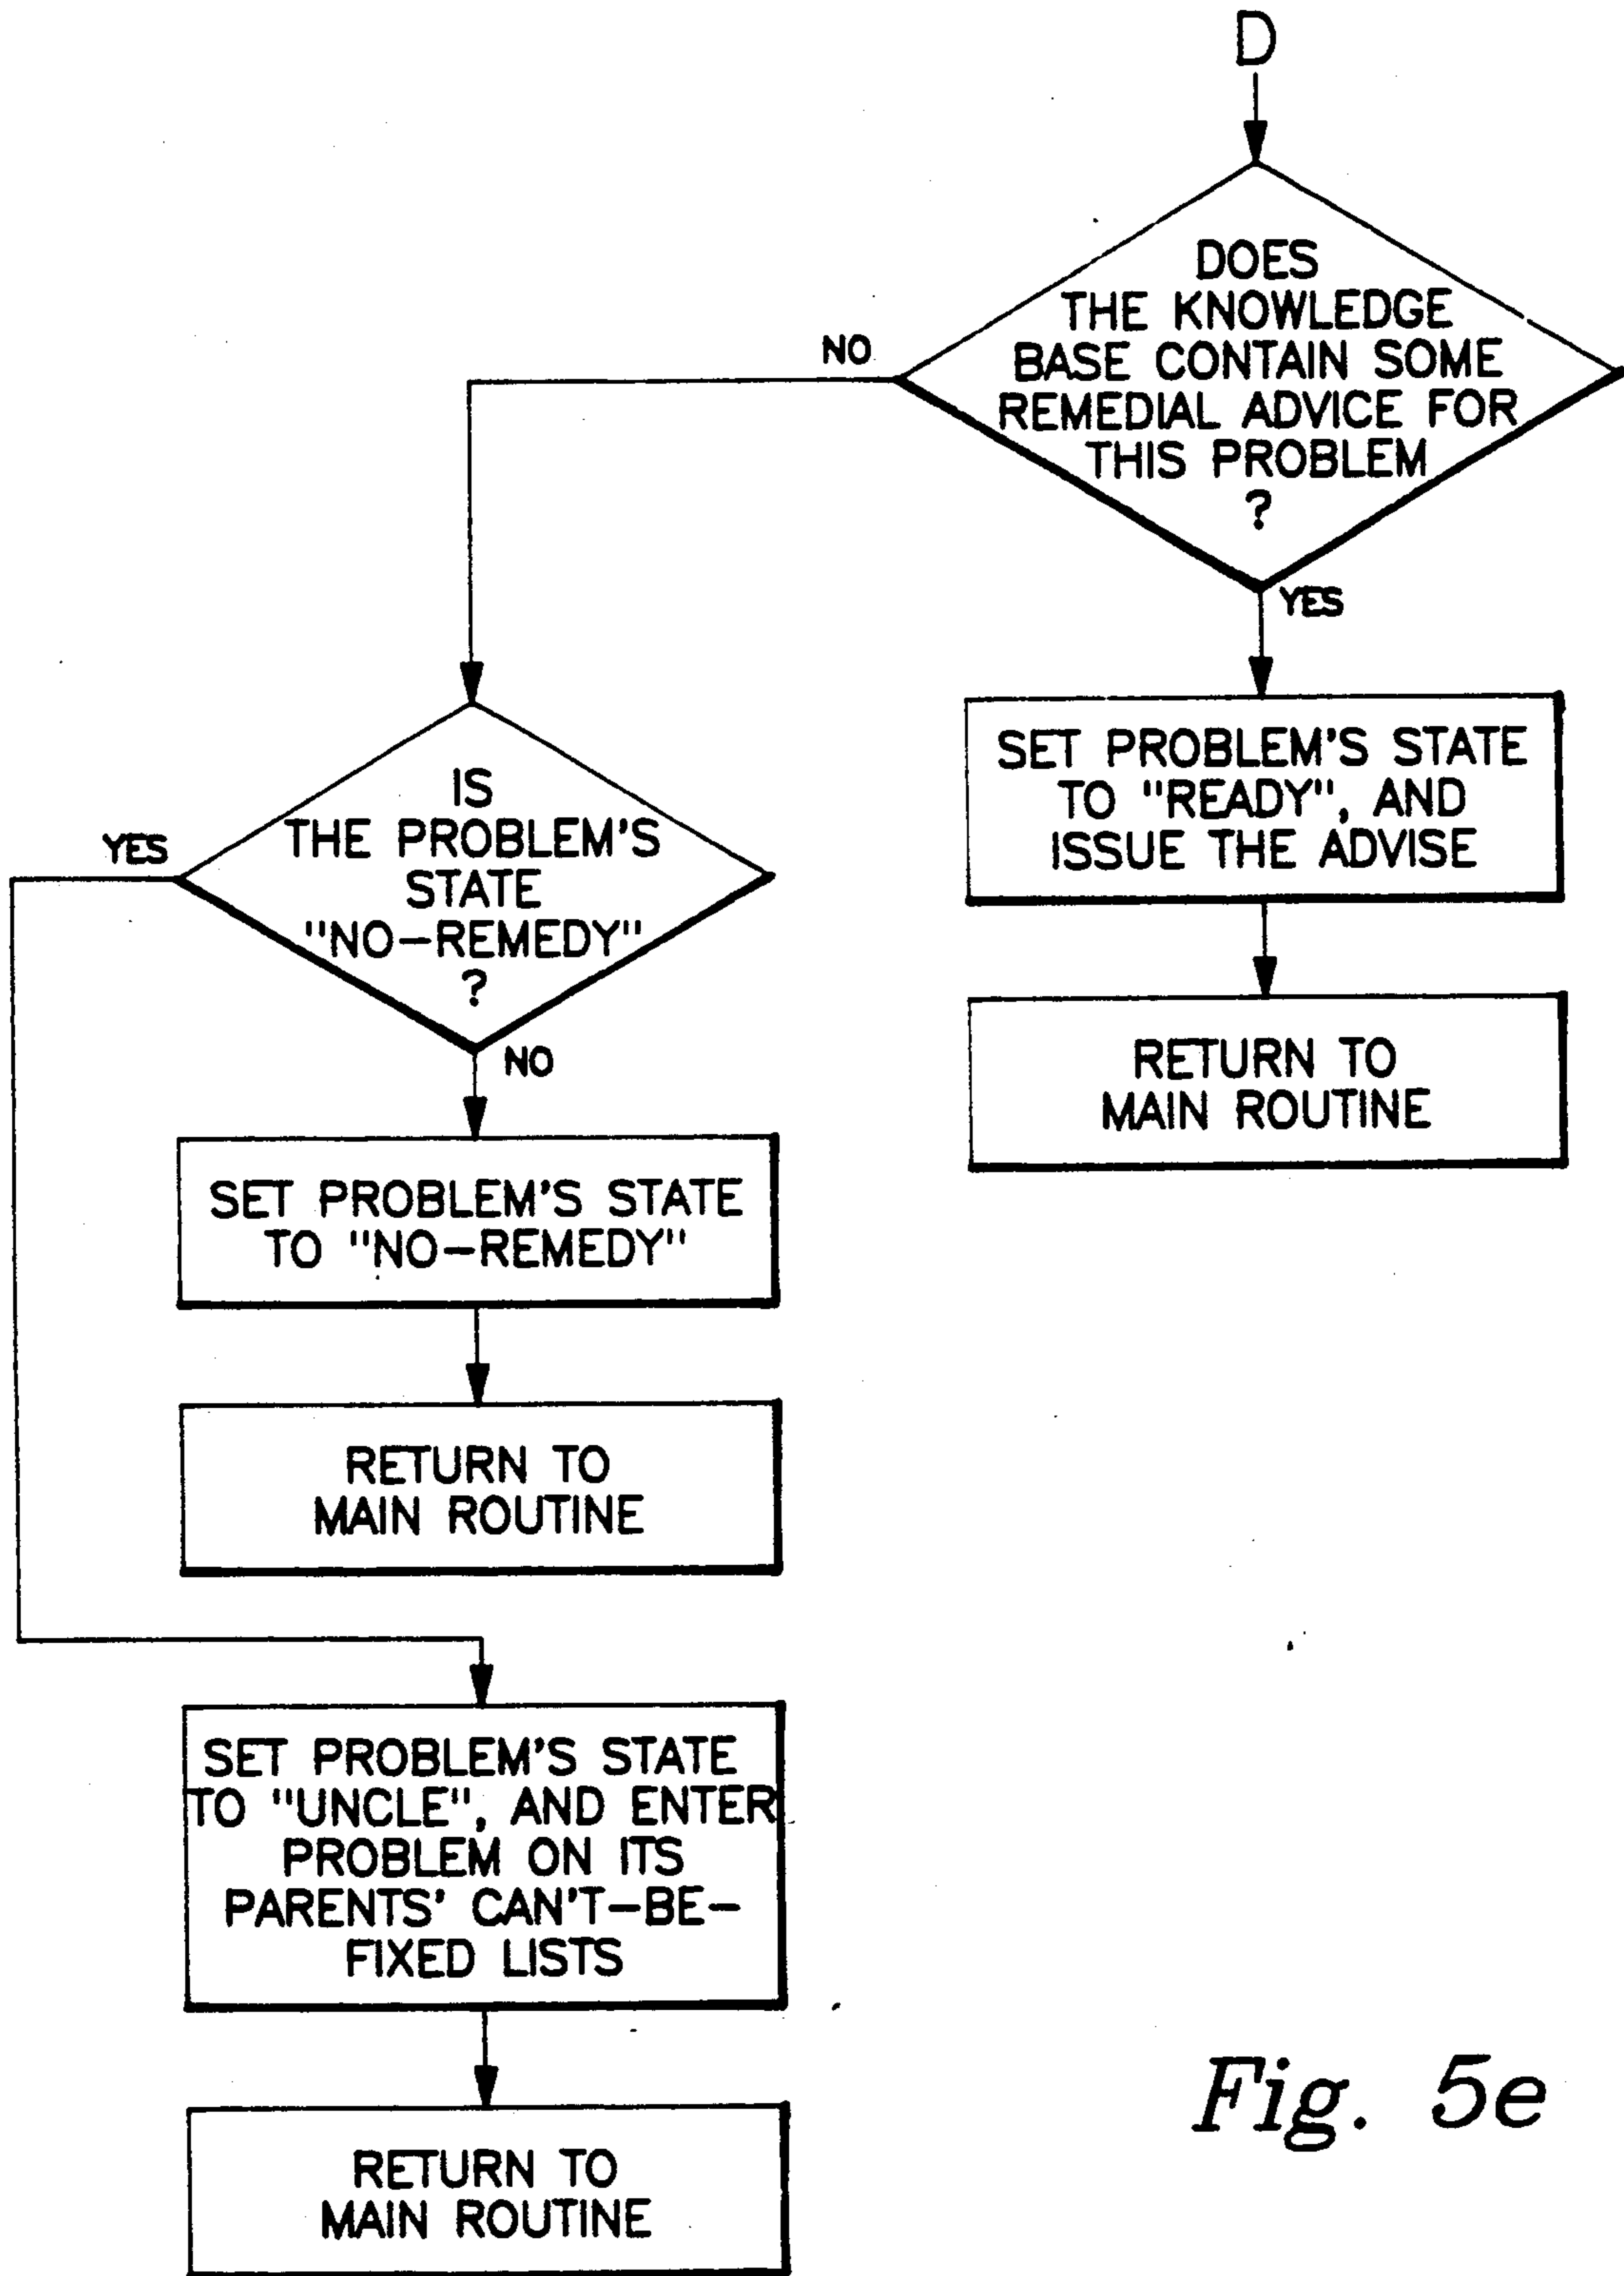 D
DOES
THE KNOWLEDGE
BASE CONTAIN SOME
REMEDIAL ADVICE FOR
THIS PROBLEM
?
NO
YES
SET PROBLEM'S STATE
TO "READY", AND
ISSUE THE ADVISE
RETURN TO
MAIN ROUTINE
IS
THE PROBLEM'S
STATE
"NO-REMEDY"
?
YES
NO
SET PROBLEM'S STATE
TO "NO-REMEDY"
RETURN TO
MAIN ROUTINE
SET PROBLEM'S STATE
TO "UNCLE", AND ENTER
PROBLEM ON ITS
PARENTS' CAN'T-BE-
FIXED LISTS
RETURN TO
MAIN ROUTINE
Fig. 5e